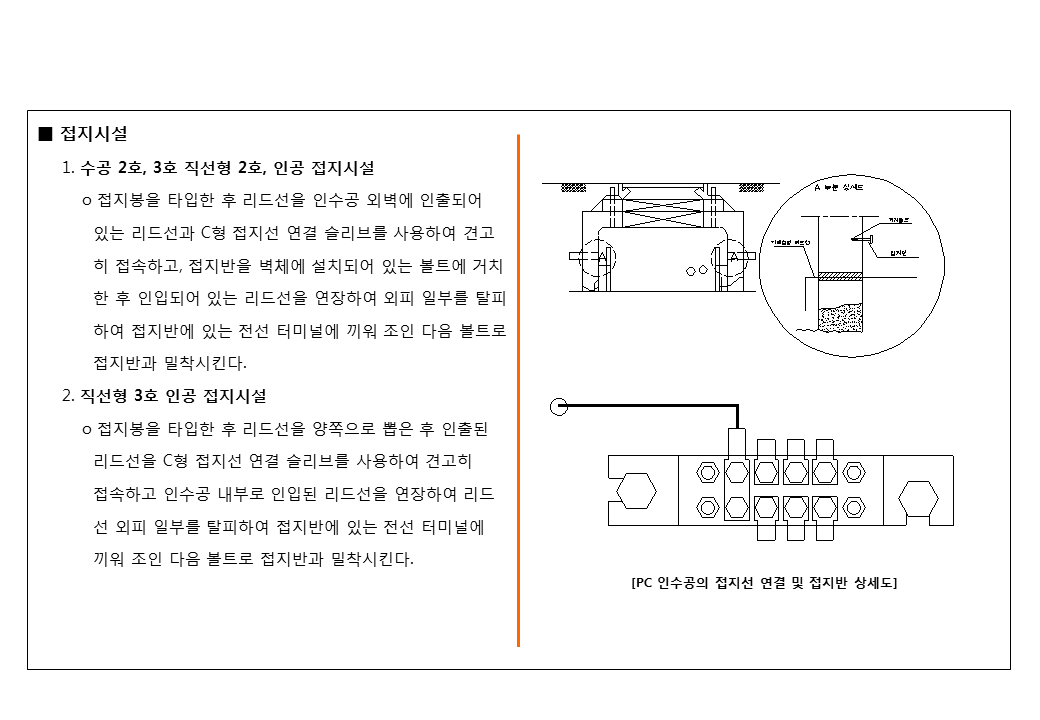 ■ 접지시설
1. 수공 2호, 3호 직선형 2호, 인공 접지시설
o 접지봉을 타입한 후 리드선을 인수공 외벽에 인출되어
있는 리드선과 C형 접지선 연결 슬리브를 사용하여 견고
히 접속하고, 접지반을 벽체에 설치되어 있는 볼트에 거치
한 후 인입되어 있는 리드선을 연장하여 외피 일부를 탈피
하여 접지반에 있는 전선 터미널에 끼워 조인 다음 볼트로
접지반과 밀착시킨다.
2. 직선형 3호 인공 접지시설
o 접지봉을 타입한 후 리드선을 양쪽으로 뽑은 후 인출된
리드선을 C형 접지선 연결 슬리브를 사용하여 견고히
접속하고 인수공 내부로 인입된 리드선을 연장하여 리드
선 외피 일부를 탈피하여 접지반에 있는 전선 터미널에
끼워 조인 다음 볼트로 접지반과 밀착시킨다.
A 부분 상세도
접지반
A
A
[PC 인수공의 접지선 연결 및 접지반 상세도]